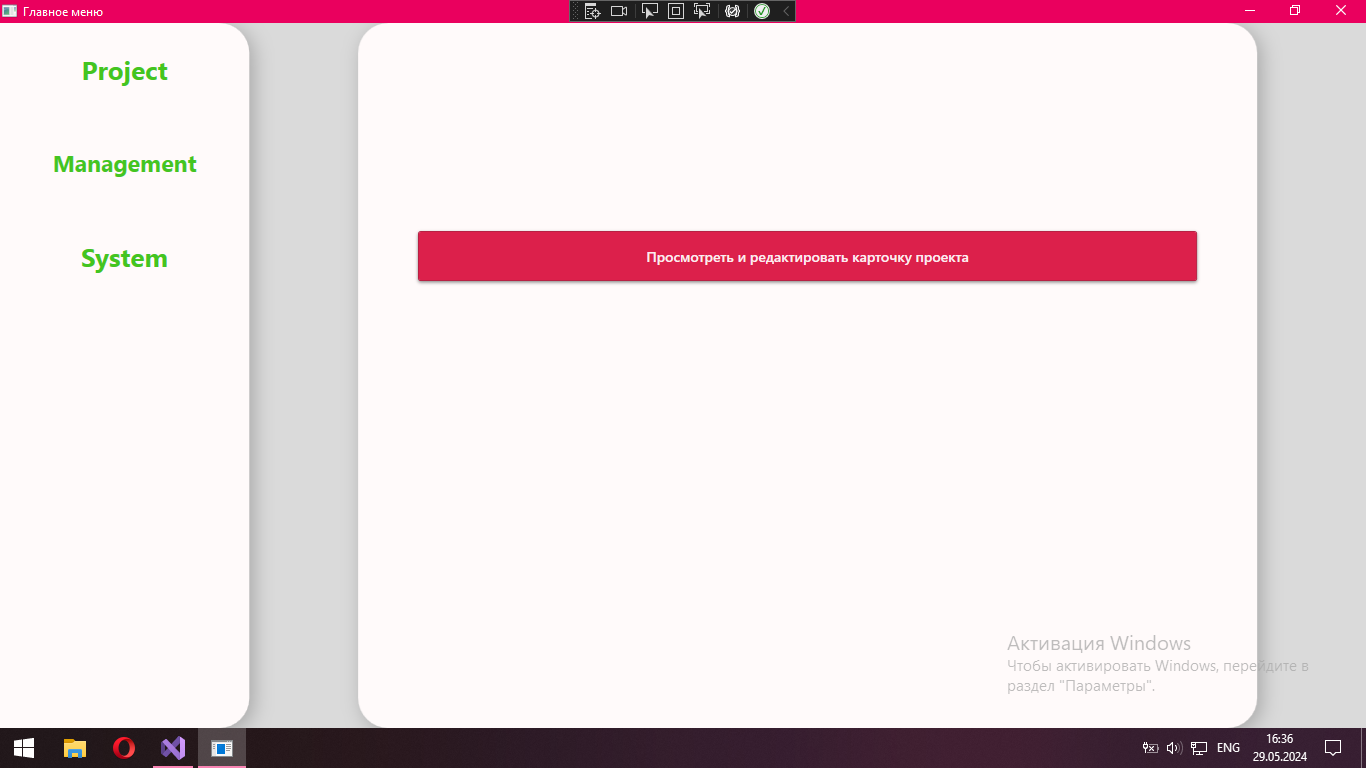 Главное меню
Project
Management
System
Просмотреть и редактировать карточку проекта
Активация Windows
Чтобы активировать Windows, перейдите в
раздел "Параметры".
ENG
16:36
29.05.2024